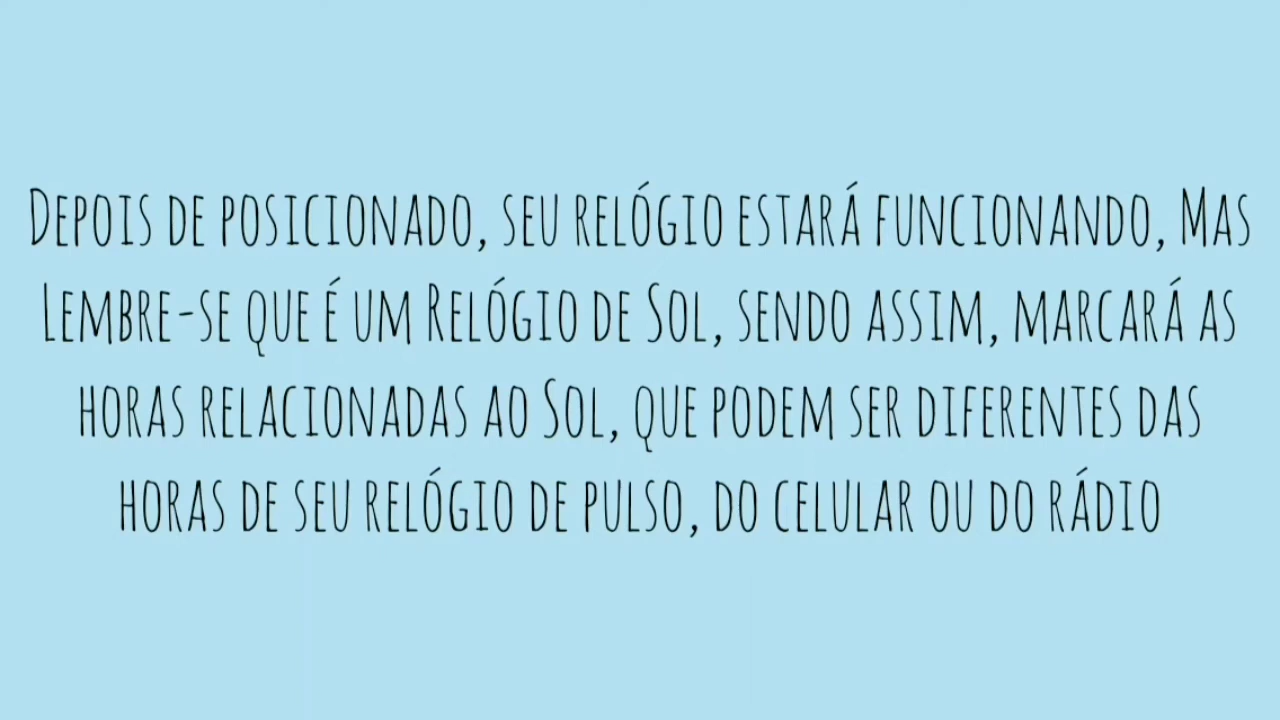 Depois de posicionado, seu relógio estará funcionando, Mas
Lembre-se que é um Relógio de Sol, sendo assim, marcará as
horas relacionadas ao Sol, que podem ser diferentes das
horas de seu relógio de pulso, do celular ou do rádio